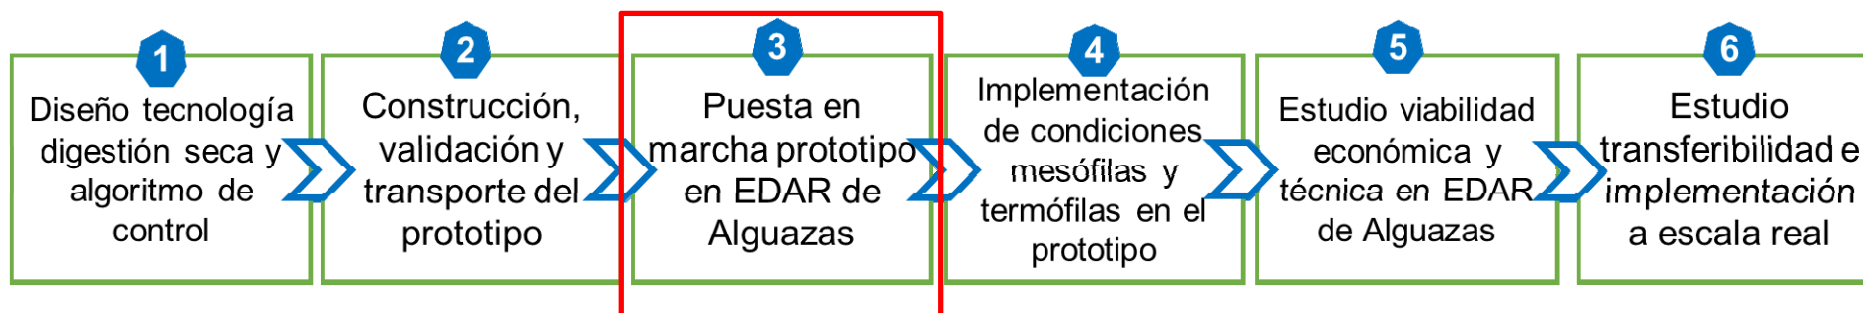 1
Diseño tecnología
digestión seca y
algoritmo de
control
2
Construcción,
validación y
transporte del
prototipo
3
Puesta en
marcha prototipo
en EDAR de
Alguazas
4
Implementación
de condiciones
mesófilas y
termófilas en el
prototipo
5
Estudio viabilidad
económica y
técnica en EDAR
de Alguazas
6
Estudio
transferibilidad e
implementación
a escala real